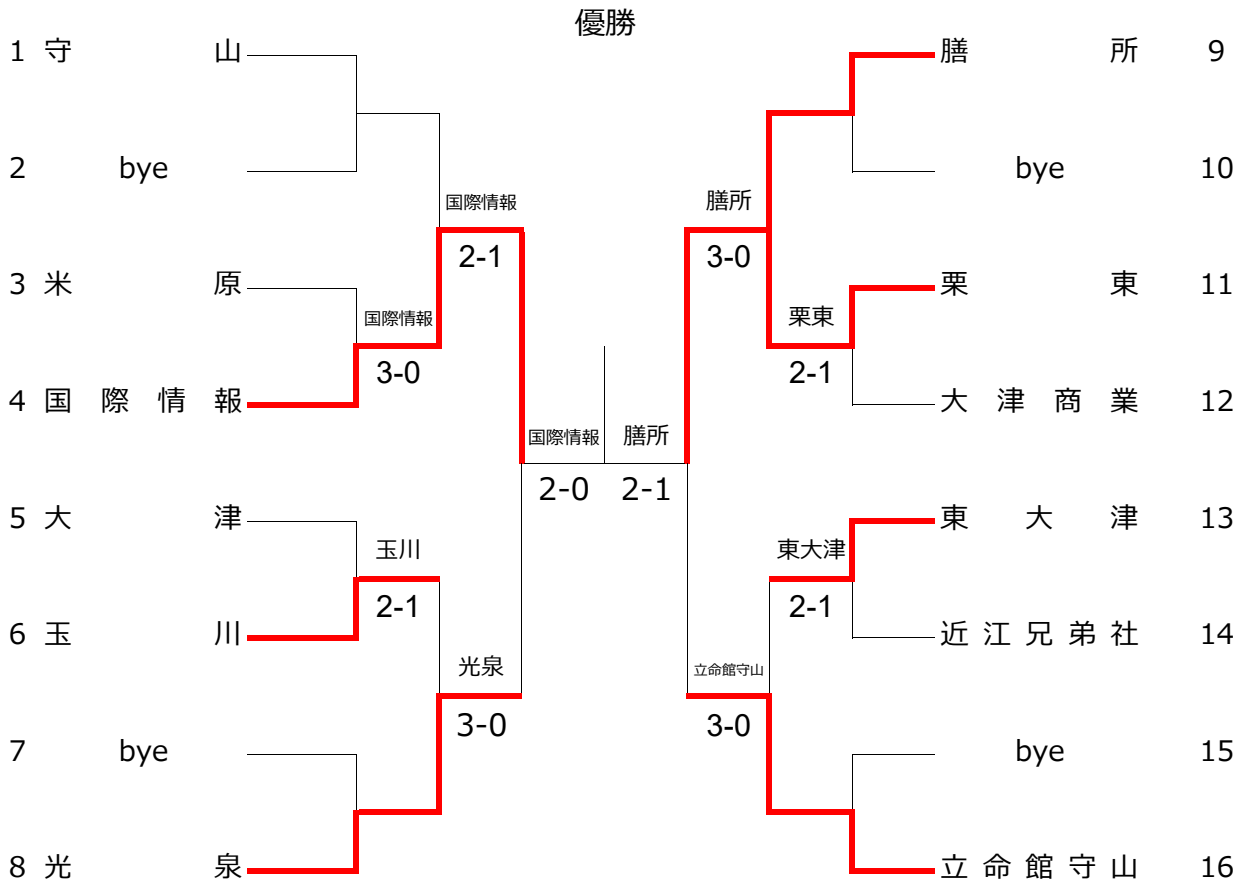 優勝
1 守山
膳所 9
2 bye
bye 10
国際情報
膳所
2-1
3-0
3 米原
栗東 11
国際情報
栗東
3-0
2-1
4 国際情報
大津商業 12
国際情報 膳所
2-0 2-1
5 大津
東大津 13
玉川
東大津
2-1
2-1
6 玉川
近江兄弟社 14
光泉
立命館守山
3-0
3-0
7 bye
bye 15
8 光泉
立命館守山 16